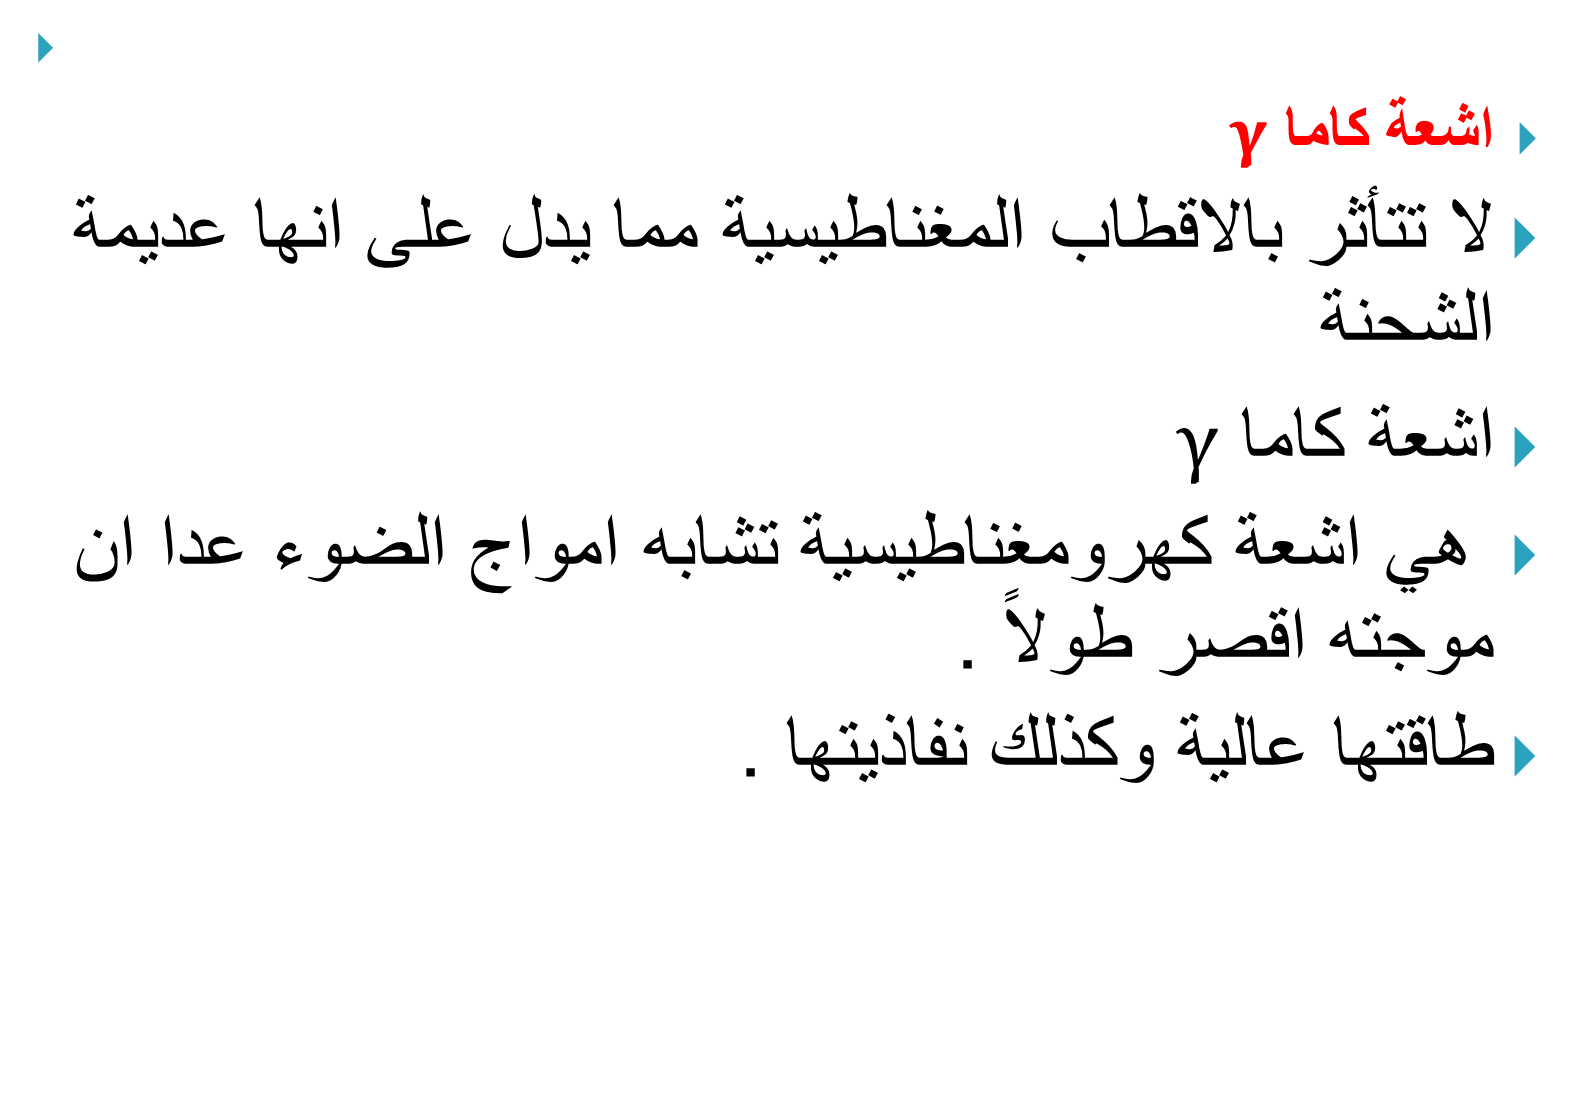 اشعة كاما γ
لا تتأثر بالاقطاب المغناطيسية مما يدل على انها عديمة
الشحنة
اشعة كاما γ
هي اشعة كهرومغناطيسية تشابه امواج الضوء عدا ان
موجته اقصر طولاً .
طاقتها عالية وكذلك نفاذيتها .